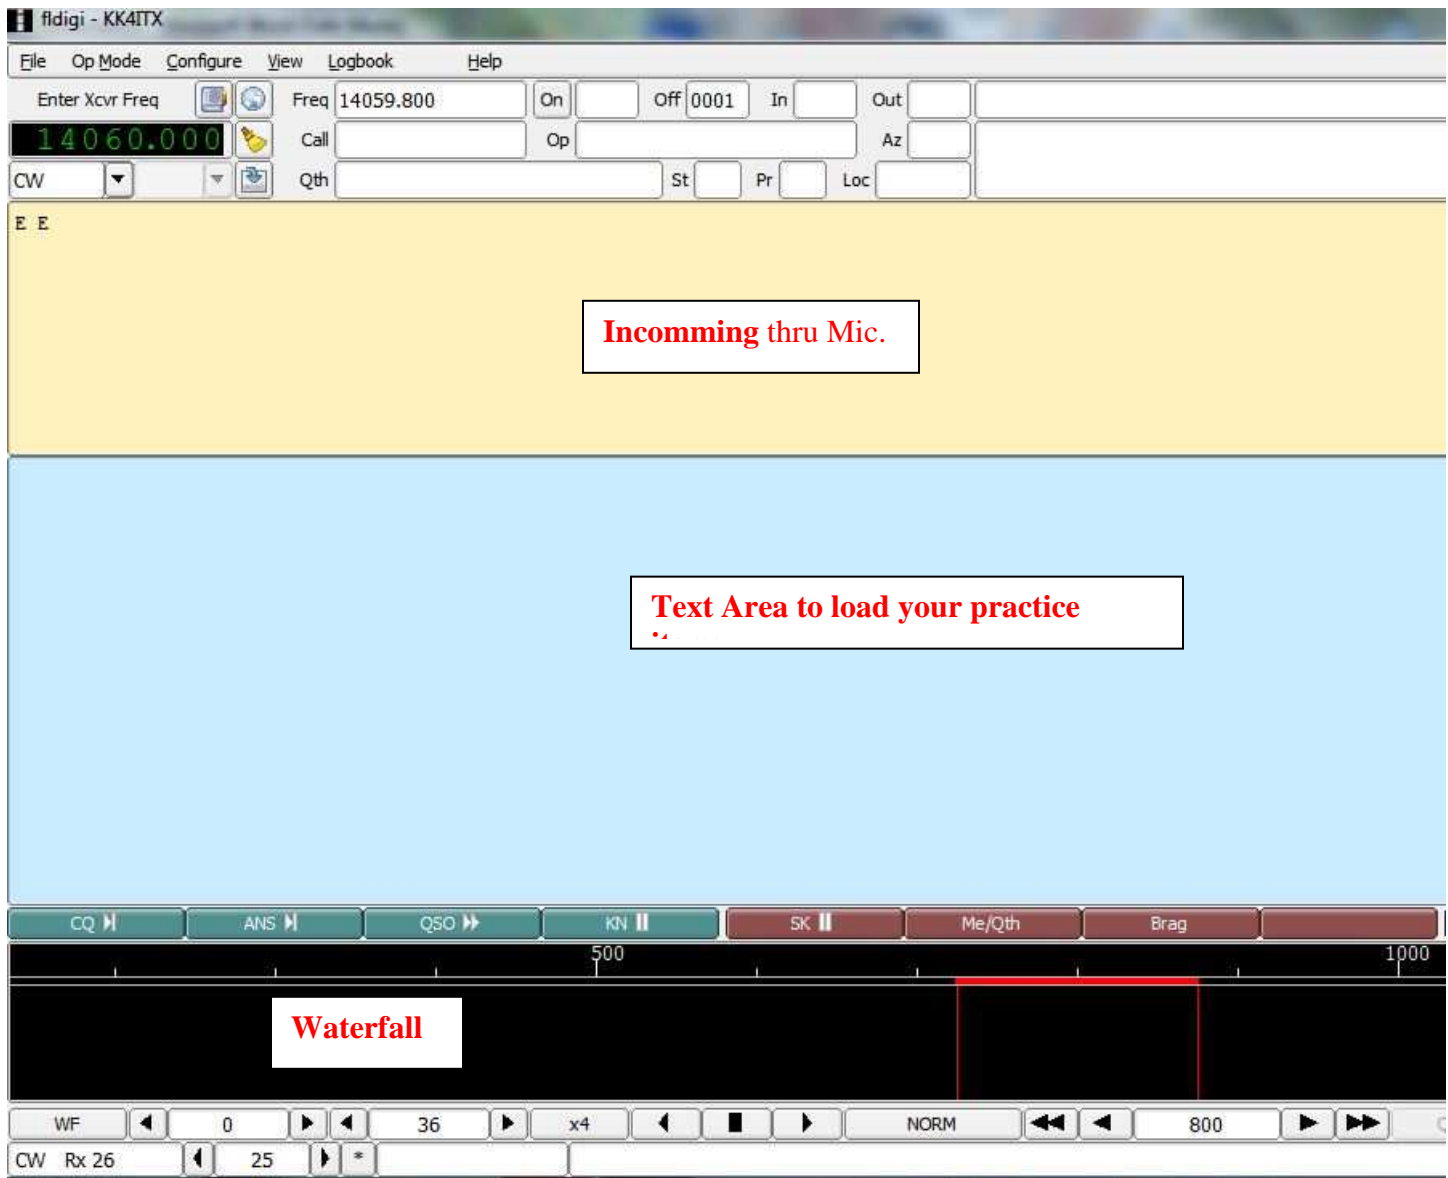 fldigi - KK4ITX
File Op Mode Configure View Logbook Help
Enter Xcvr Freq Freq 14059.800 On Off 0001 In Out
14060.000 Call Op Az
CW Qth St Pr Loc
E E
Incomming thru Mic.
Text Area to load your practice
CQ ANS QSO KN SK Me/Qth Brag
500 1000
Waterfall
WF 0 36 x4 NORM 800
CW Rx 26 25 *